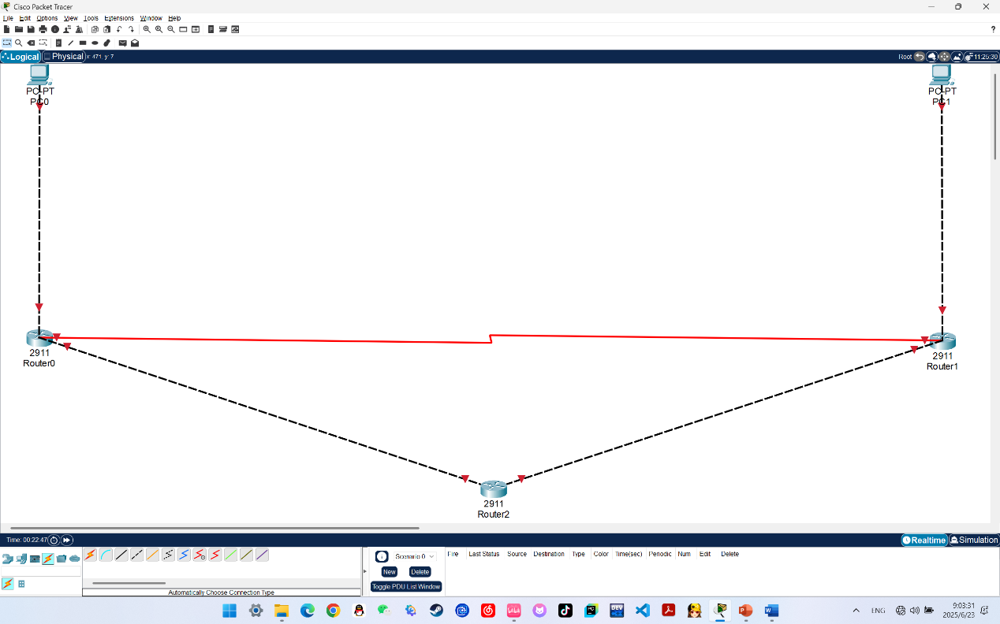 Cisco Packet Tracer
File Edit Options View Tools Extensions Window Help
?
Logical Physical x: 471, y: 7 Root 11:25:30
PC-PT
PC0
PC-PT
PC1
2911
Router0
2911
Router1
2911
Router2
Time: 00:22:47 Realtime Simulation
Scenario 0
New Delete
Toggle PDU List Window
Fire Last Status Source Destination Type Color Time(sec) Periodic Num Edit Delete
Automatically Choose Connection Type
ENG
9:03:31
2025/6/23